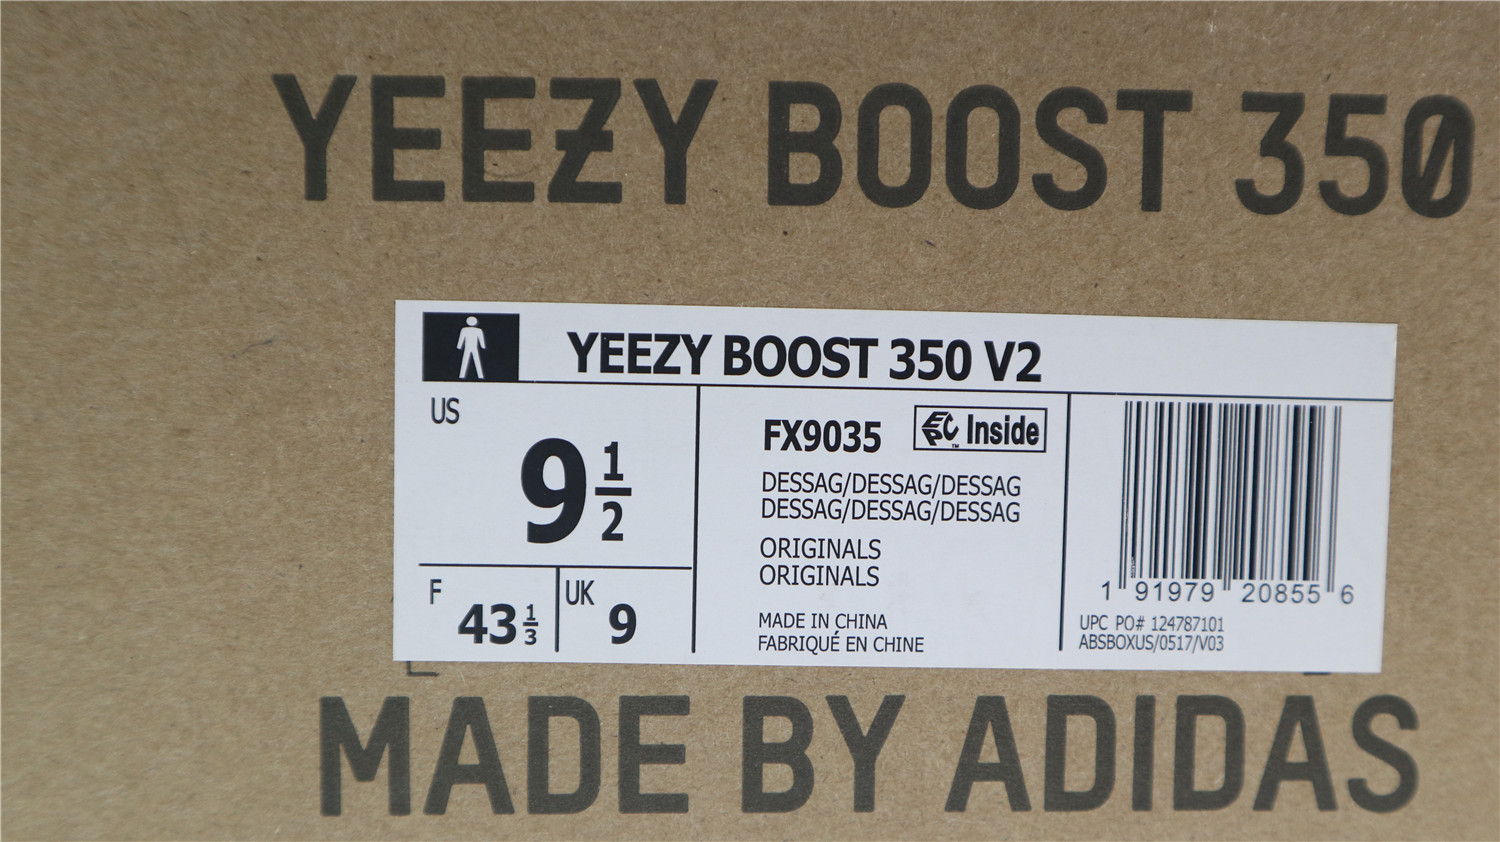 YEEZY BOOST 350
YEEZY BOOST 350 V2
US
9 1/2
F
43 1/3
UK
9
FX9035
EPC Inside
™
DESSAG/DESSAG/DESSAG
DESSAG/DESSAG/DESSAG
ORIGINALS
ORIGINALS
MADE IN CHINA
FABRIQUÉ EN CHINE
1 91979 20855 6
UPC PO# 124787101
ABSBOXUS/0517/V03
MADE BY ADIDAS